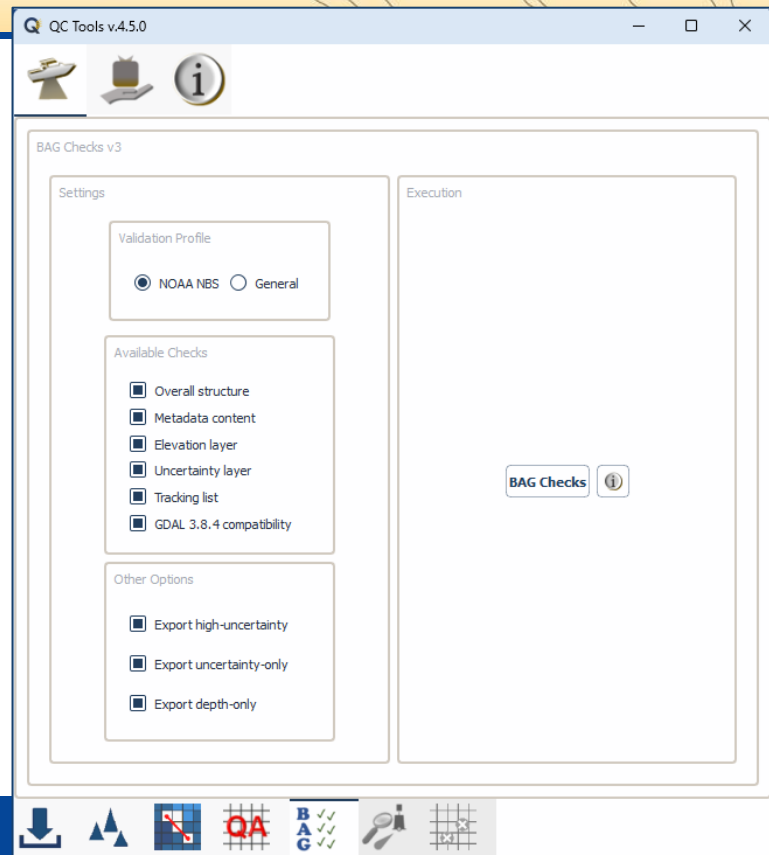 QC Tools v.4.5.0
i
BAG Checks v3
Settings
Validation Profile
NOAA NBS
General
Available Checks
Overall structure
Metadata content
Elevation layer
Uncertainty layer
Tracking list
GDAL 3.8.4 compatibility
Other Options
Export high-uncertainty
Export uncertainty-only
Export depth-only
Execution
BAG Checks
i
QA
B
A
G